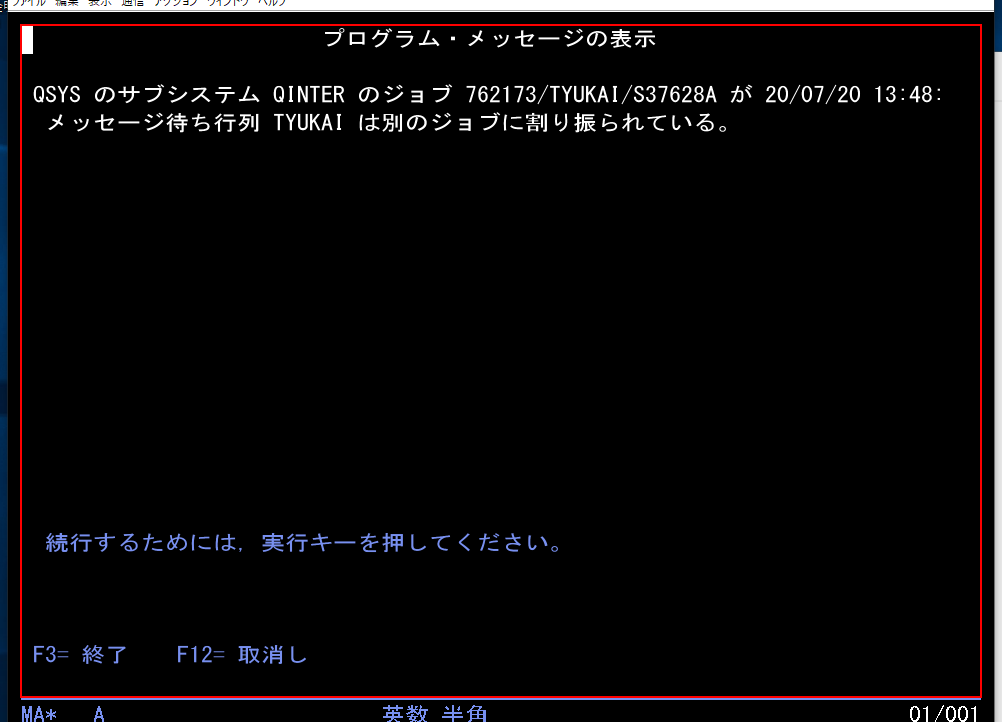 ファイル 編集 表示 通信 アクション ウィンドウ ヘルプ
プログラム・メッセージの表示
QSYS のサブシステム QINTER のジョブ 762173/TYUKAI/S37628A が 20/07/20 13:48:
メッセージ待ち行列 TYUKAI は別のジョブに割り振られている。
続行するためには, 実行キーを押してください。
F3= 終了 F12= 取消し
MA* A 英数 半角 01/001